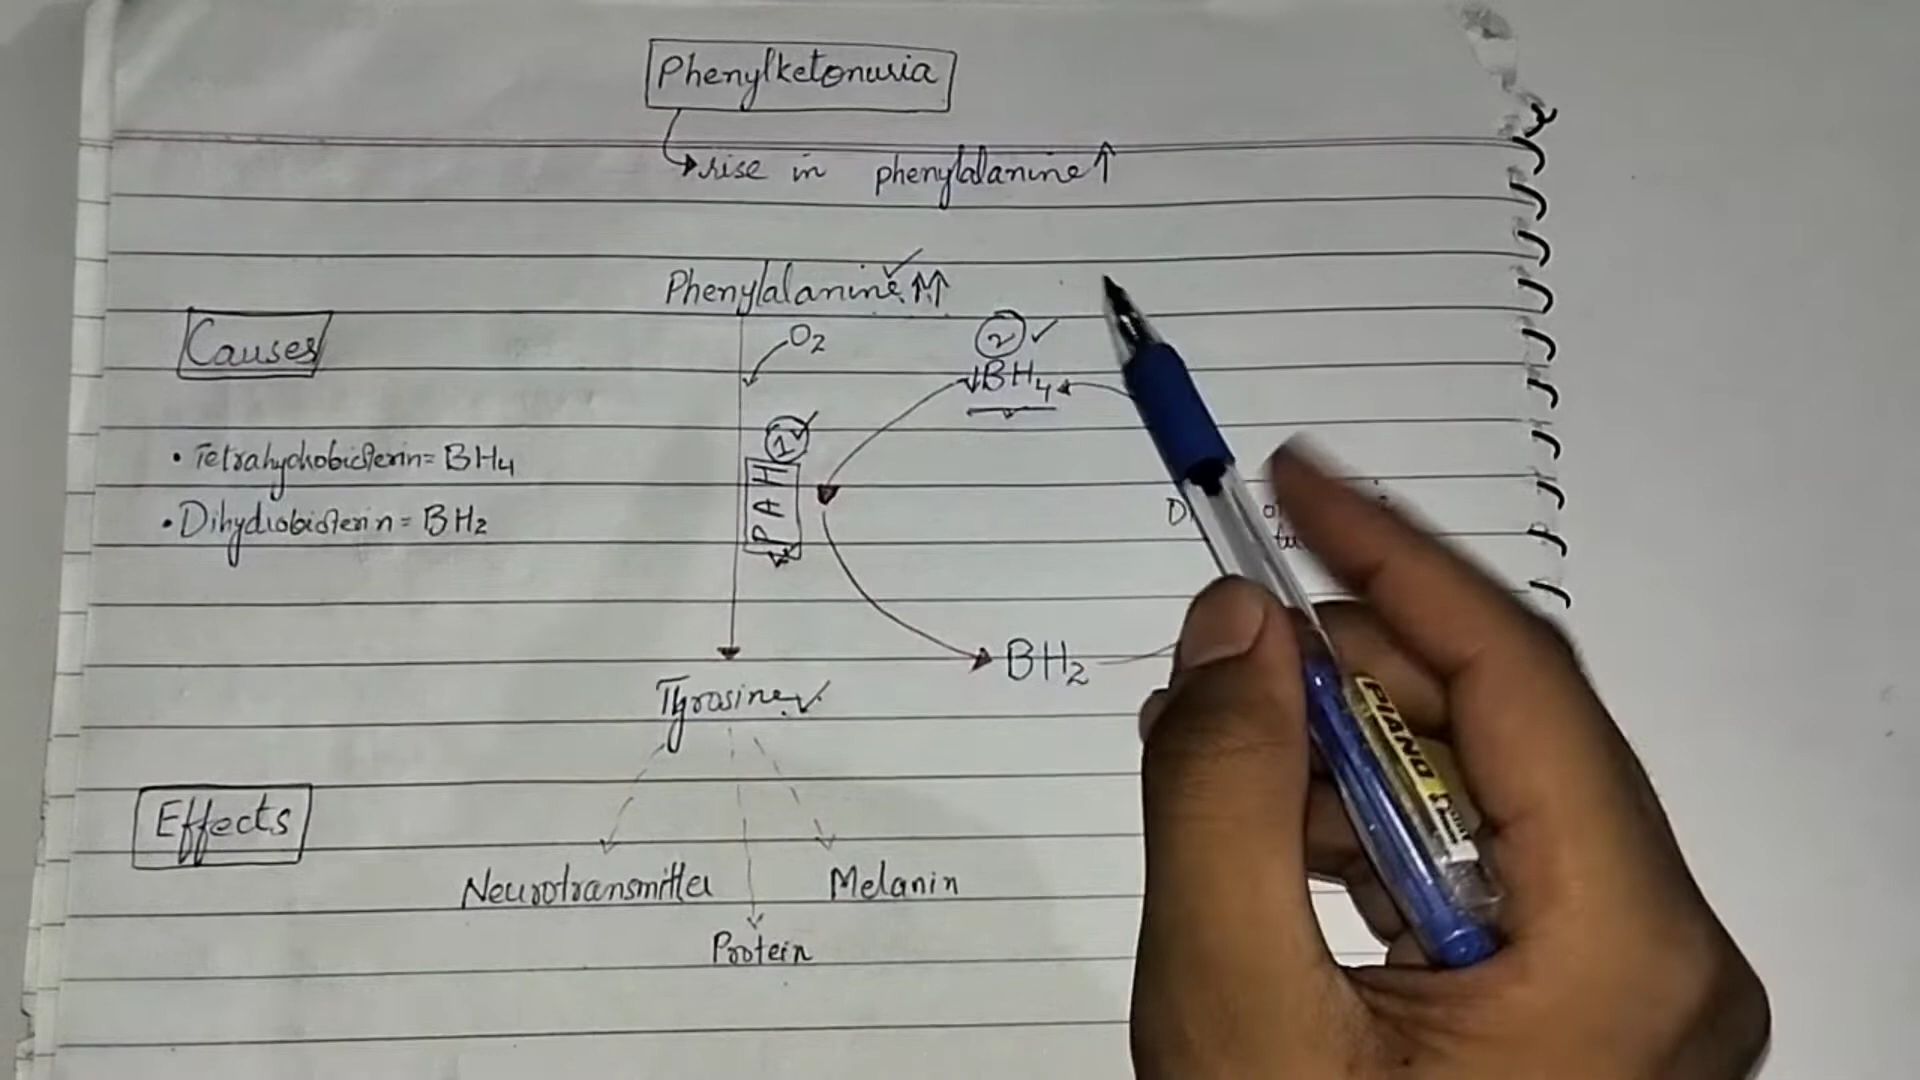 Phenylketonuria
rise in phenylalanine ↑
Phenylalanine ↑↑
O2
2
Causes
↓BH4
1
• Tetrahydrobiopterin = BH4
PAH
• Dihydrobiopterin = BH2
BH2
Tyrosine
Effects
Neurotransmitter
Melanin
Protein
PIANO